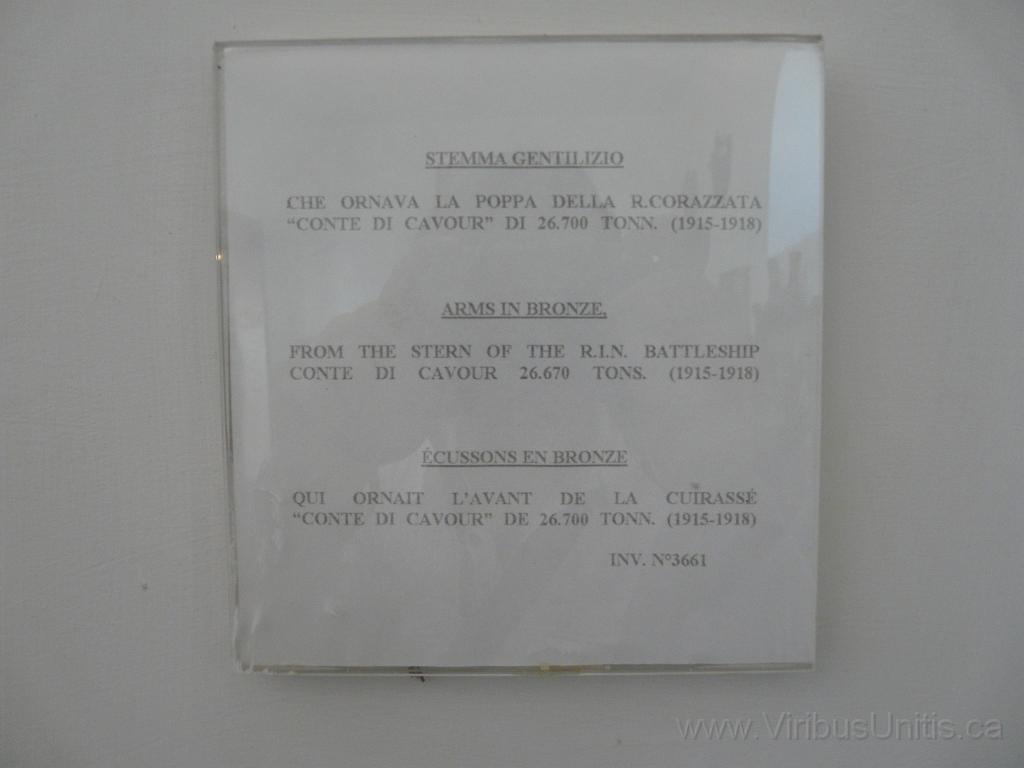 STEMMA GENTILIZIO
CHE ORNAVA LA POPPA DELLA R.CORAZZATA
“CONTE DI CAVOUR” DI 26.700 TONN. (1915-1918)
ARMS IN BRONZE,
FROM THE STERN OF THE R.I.N. BATTLESHIP
CONTE DI CAVOUR 26.670 TONS. (1915-1918)
ÉCUSSONS EN BRONZE
QUI ORNAIT L’AVANT DE LA CUIRASSÉ
“CONTE DI CAVOUR” DE 26.700 TONN. (1915-1918)
INV. N°3661
www.ViribusUnitis.ca